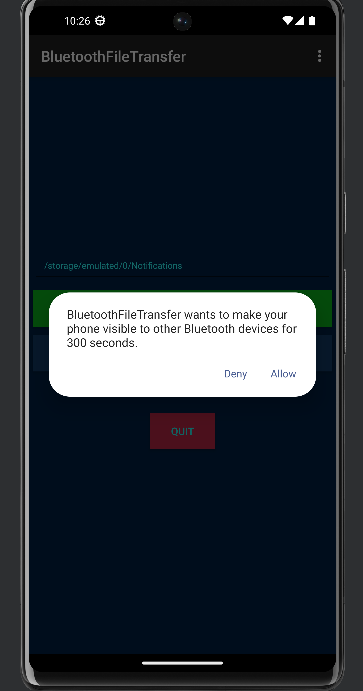 10:26
BluetoothFileTransfer
/storage/emulated/0/Notifications
BluetoothFileTransfer wants to make your
phone visible to other Bluetooth devices for
300 seconds.
Deny
Allow
QUIT